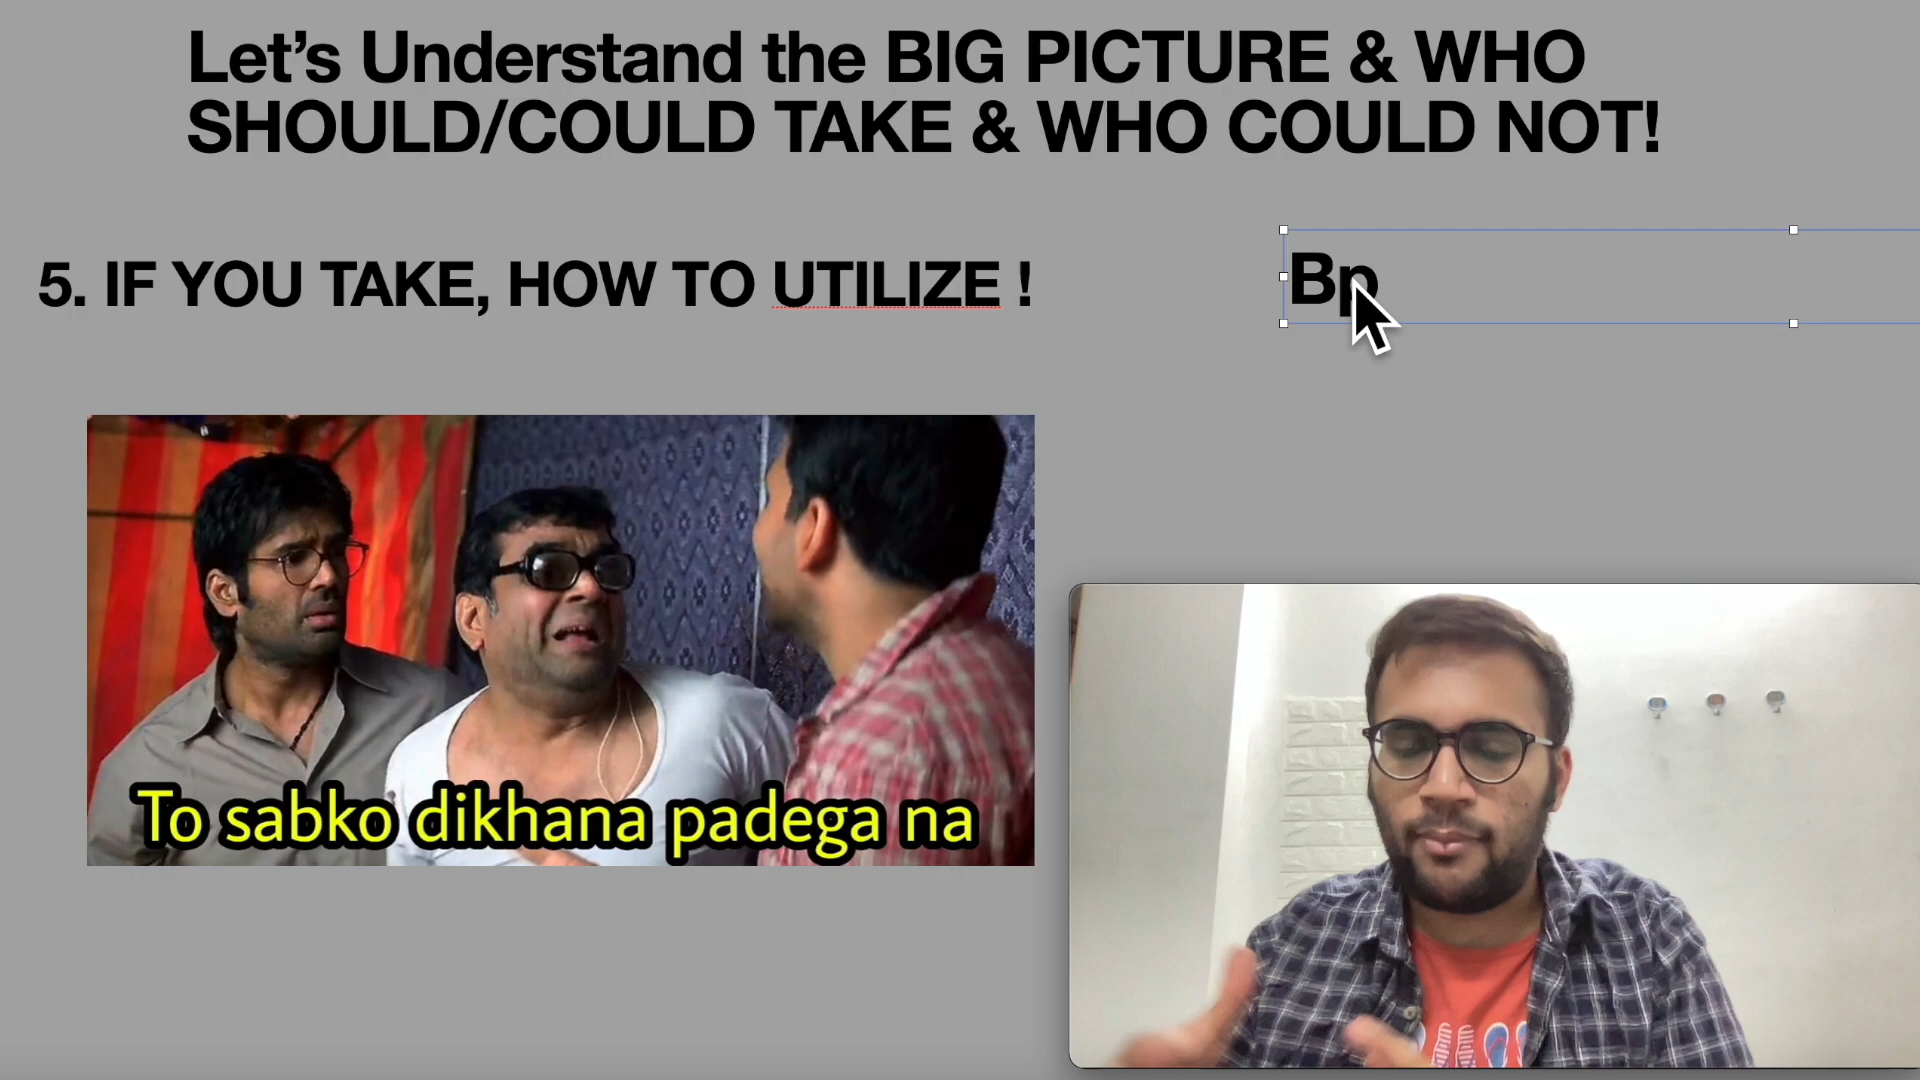 Let’s Understand the BIG PICTURE & WHO
SHOULD/COULD TAKE & WHO COULD NOT!
5. IF YOU TAKE, HOW TO UTILIZE !
Bp
To sabko dikhana padega na